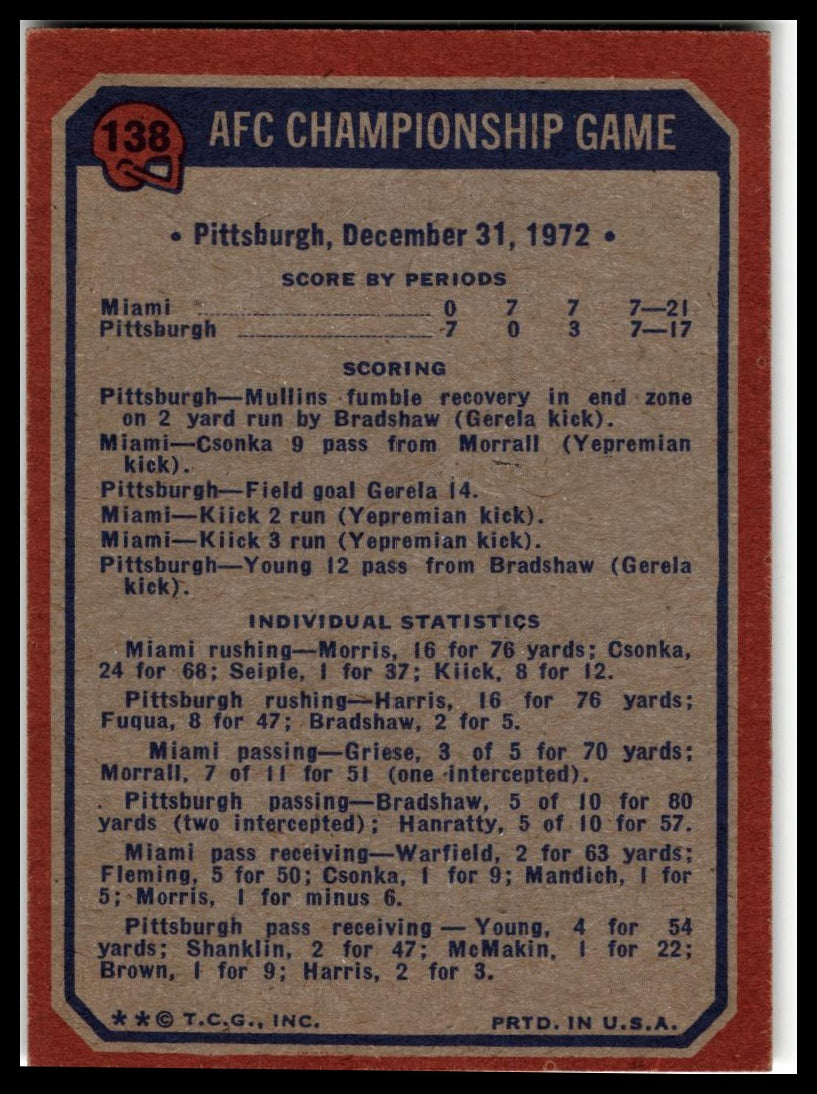 138 AFC CHAMPIONSHIP GAME
• Pittsburgh, December 31, 1972 •
SCORE BY PERIODS
Miami 0 7 7 7—21
Pittsburgh 7 0 3 7—17
SCORING
Pittsburgh—Mullins fumble recovery in end zone
on 2 yard run by Bradshaw (Gerela kick).
Miami—Csonka 9 pass from Morrall (Yepremian
kick).
Pittsburgh—Field goal Gerela 14.
Miami—Kiick 2 run (Yepremian kick).
Miami—Kiick 3 run (Yepremian kick).
Pittsburgh—Young 12 pass from Bradshaw (Gerela
kick).
INDIVIDUAL STATISTICS
Miami rushing—Morris, 16 for 76 yards; Csonka,
24 for 68; Seiple, 1 for 37; Kiick, 8 for 12.
Pittsburgh rushing—Harris, 16 for 76 yards;
Fuqua, 8 for 47; Bradshaw, 2 for 5.
Miami passing—Griese, 3 of 5 for 70 yards;
Morrall, 7 of 11 for 51 (one intercepted).
Pittsburgh passing—Bradshaw, 5 of 10 for 80
yards (two intercepted); Hanratty, 5 of 10 for 57.
Miami pass receiving—Warfield, 2 for 63 yards;
Fleming, 5 for 50; Csonka, 1 for 9; Mandich, 1 for
5; Morris, 1 for minus 6.
Pittsburgh pass receiving — Young, 4 for 54
yards; Shanklin, 2 for 47; McMakin, 1 for 22;
Brown, 1 for 9; Harris, 2 for 3.
**© T.C.G., INC. PRTD. IN U.S.A.